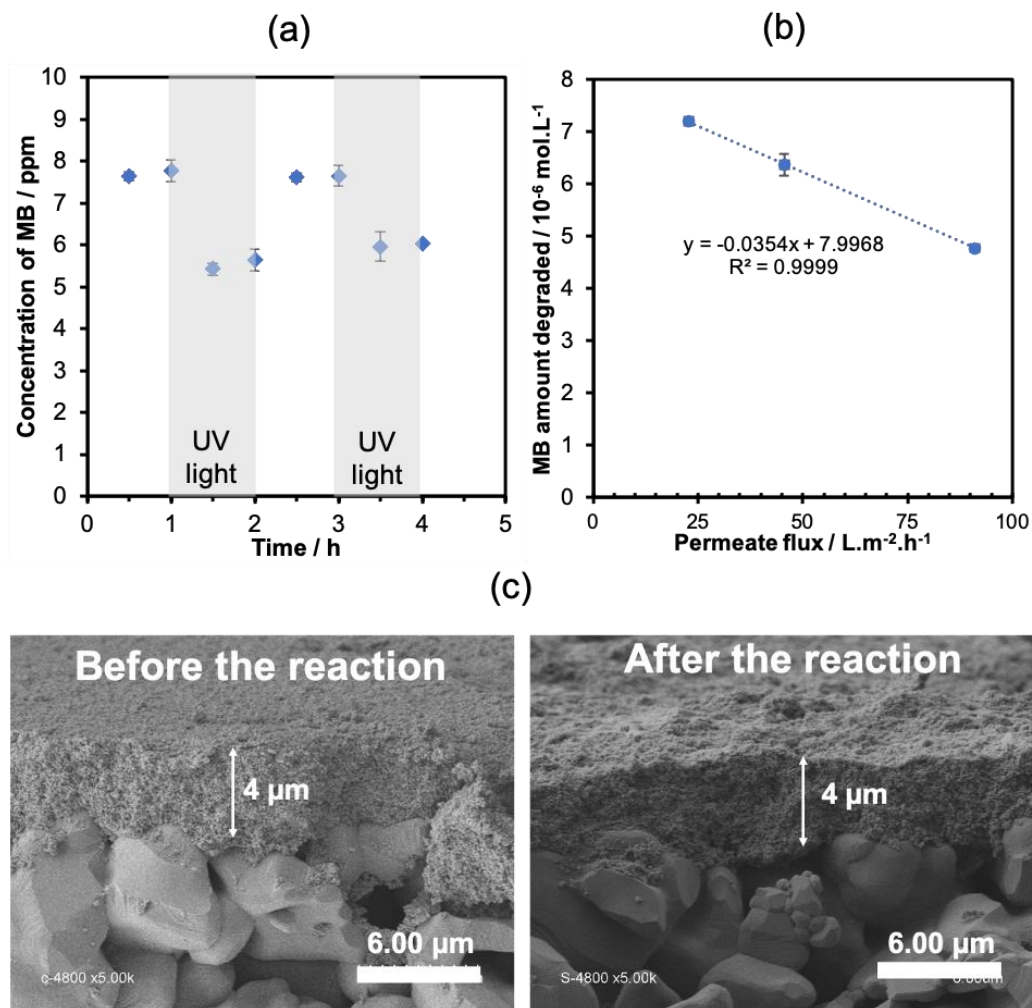 (a)
Concentration of MB / ppm
10
9
8
7
6
5
4
3
2
1
0
UV
light
UV
light
0
1
2
3
4
5
Time / h
(b)
MB amount degraded / 10⁻⁶ mol.L⁻¹
8
7
6
5
4
3
2
1
0
y = -0.0354x + 7.9968
R² = 0.9999
0
25
50
75
100
Permeate flux / L.m⁻².h⁻¹
(c)
Before the reaction
4 µm
6.00 µm
c-4800 x5.00k
After the reaction
4 µm
6.00 µm
S-4800 x5.00k